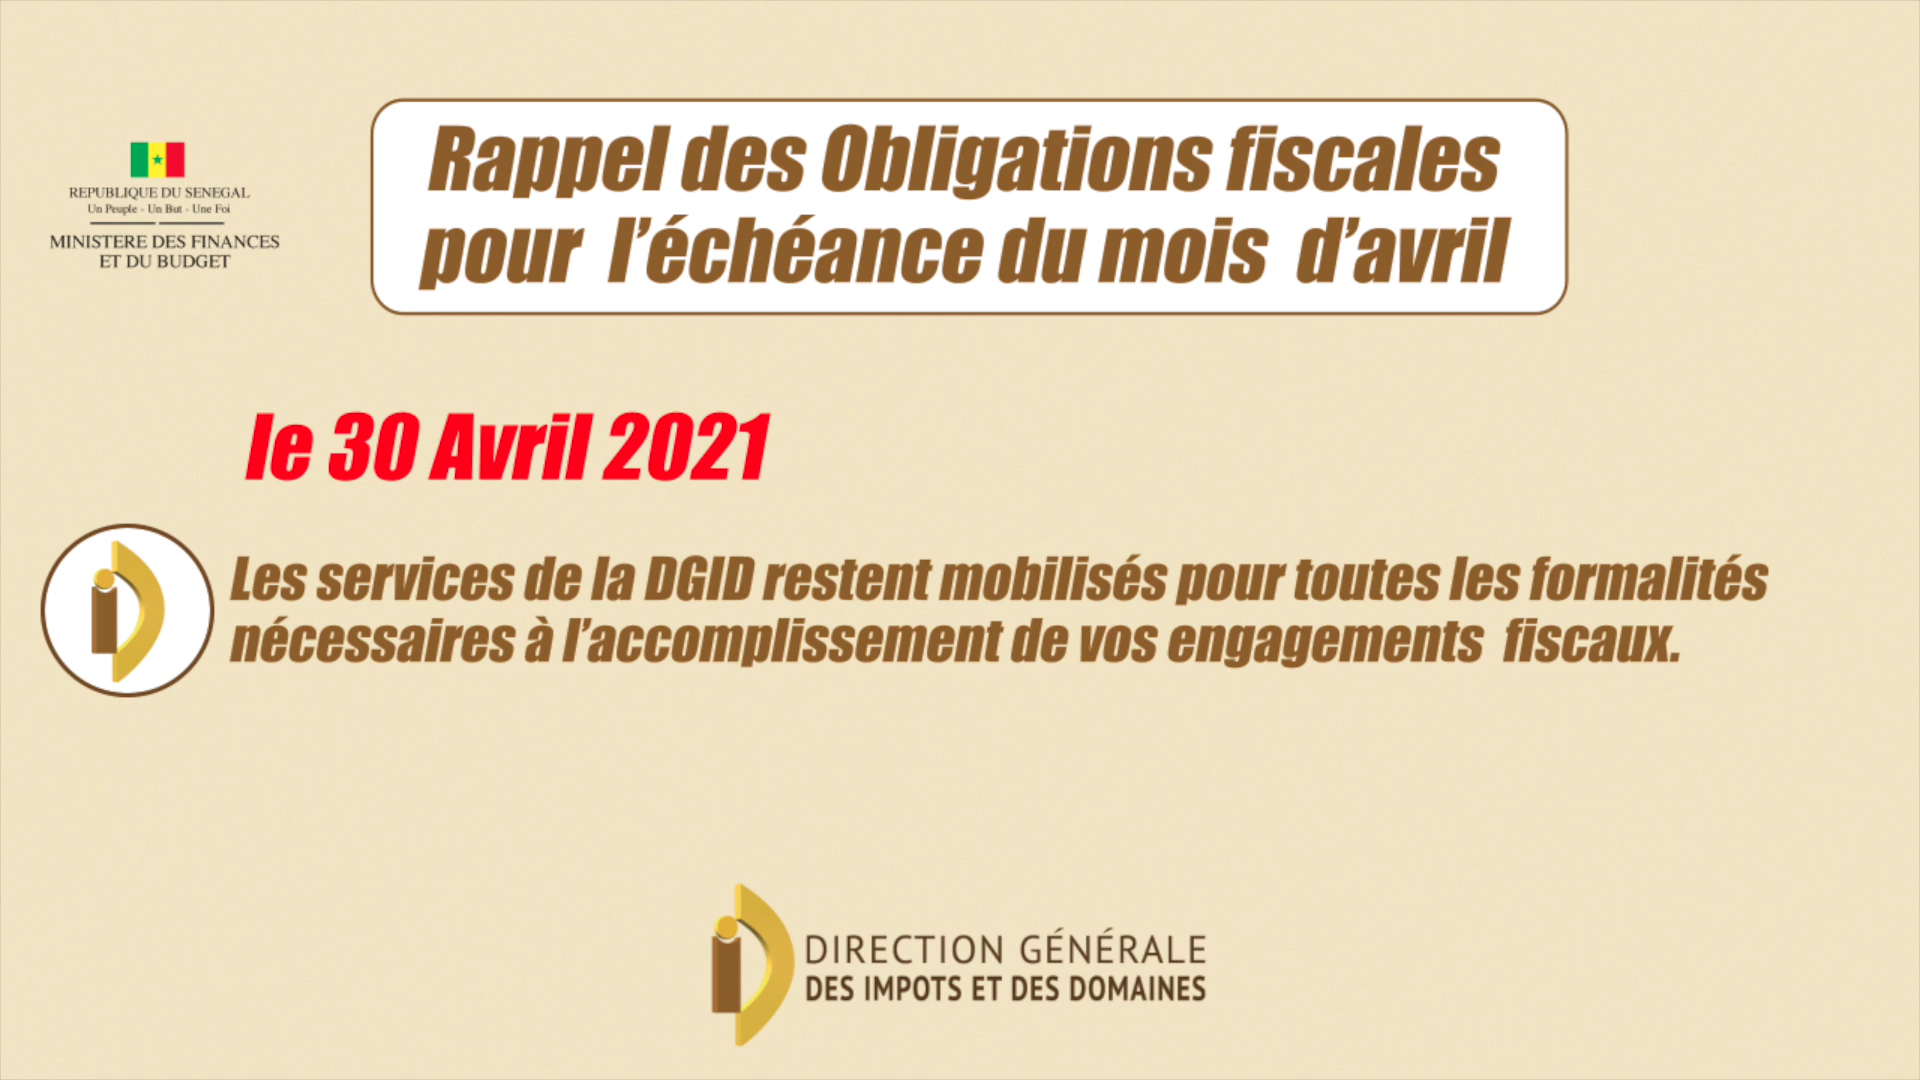 REPUBLIQUE DU SENEGAL
Un Peuple - Un But - Une Foi
MINISTERE DES FINANCES
ET DU BUDGET
Rappel des Obligations fiscales
pour l’échéance du mois d’avril
le 30 Avril 2021
Les services de la DGID restent mobilisés pour toutes les formalités
nécessaires à l’accomplissement de vos engagements fiscaux.
DIRECTION GÉNÉRALE
DES IMPOTS ET DES DOMAINES